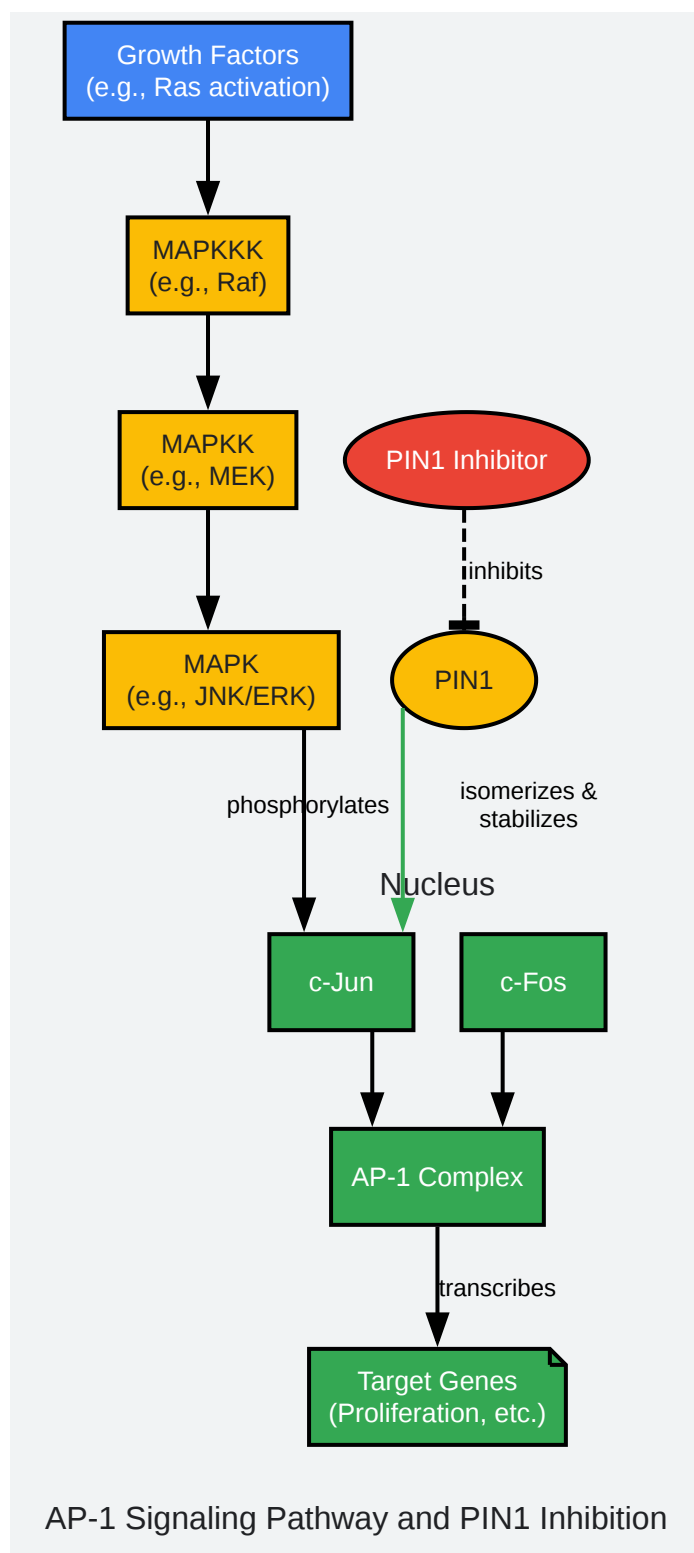 Growth Factors
(e.g., Ras activation)
MAPKKK
(e.g., Raf)
MAPKK
(e.g., MEK)
PIN1 Inhibitor
inhibits
MAPK
(e.g., JNK/ERK)
PIN1
phosphorylates
isomerizes &
stabilizes
Nucleus
c-Jun
c-Fos
AP-1 Complex
transcribes
Target Genes
(Proliferation, etc.)
AP-1 Signaling Pathway and PIN1 Inhibition